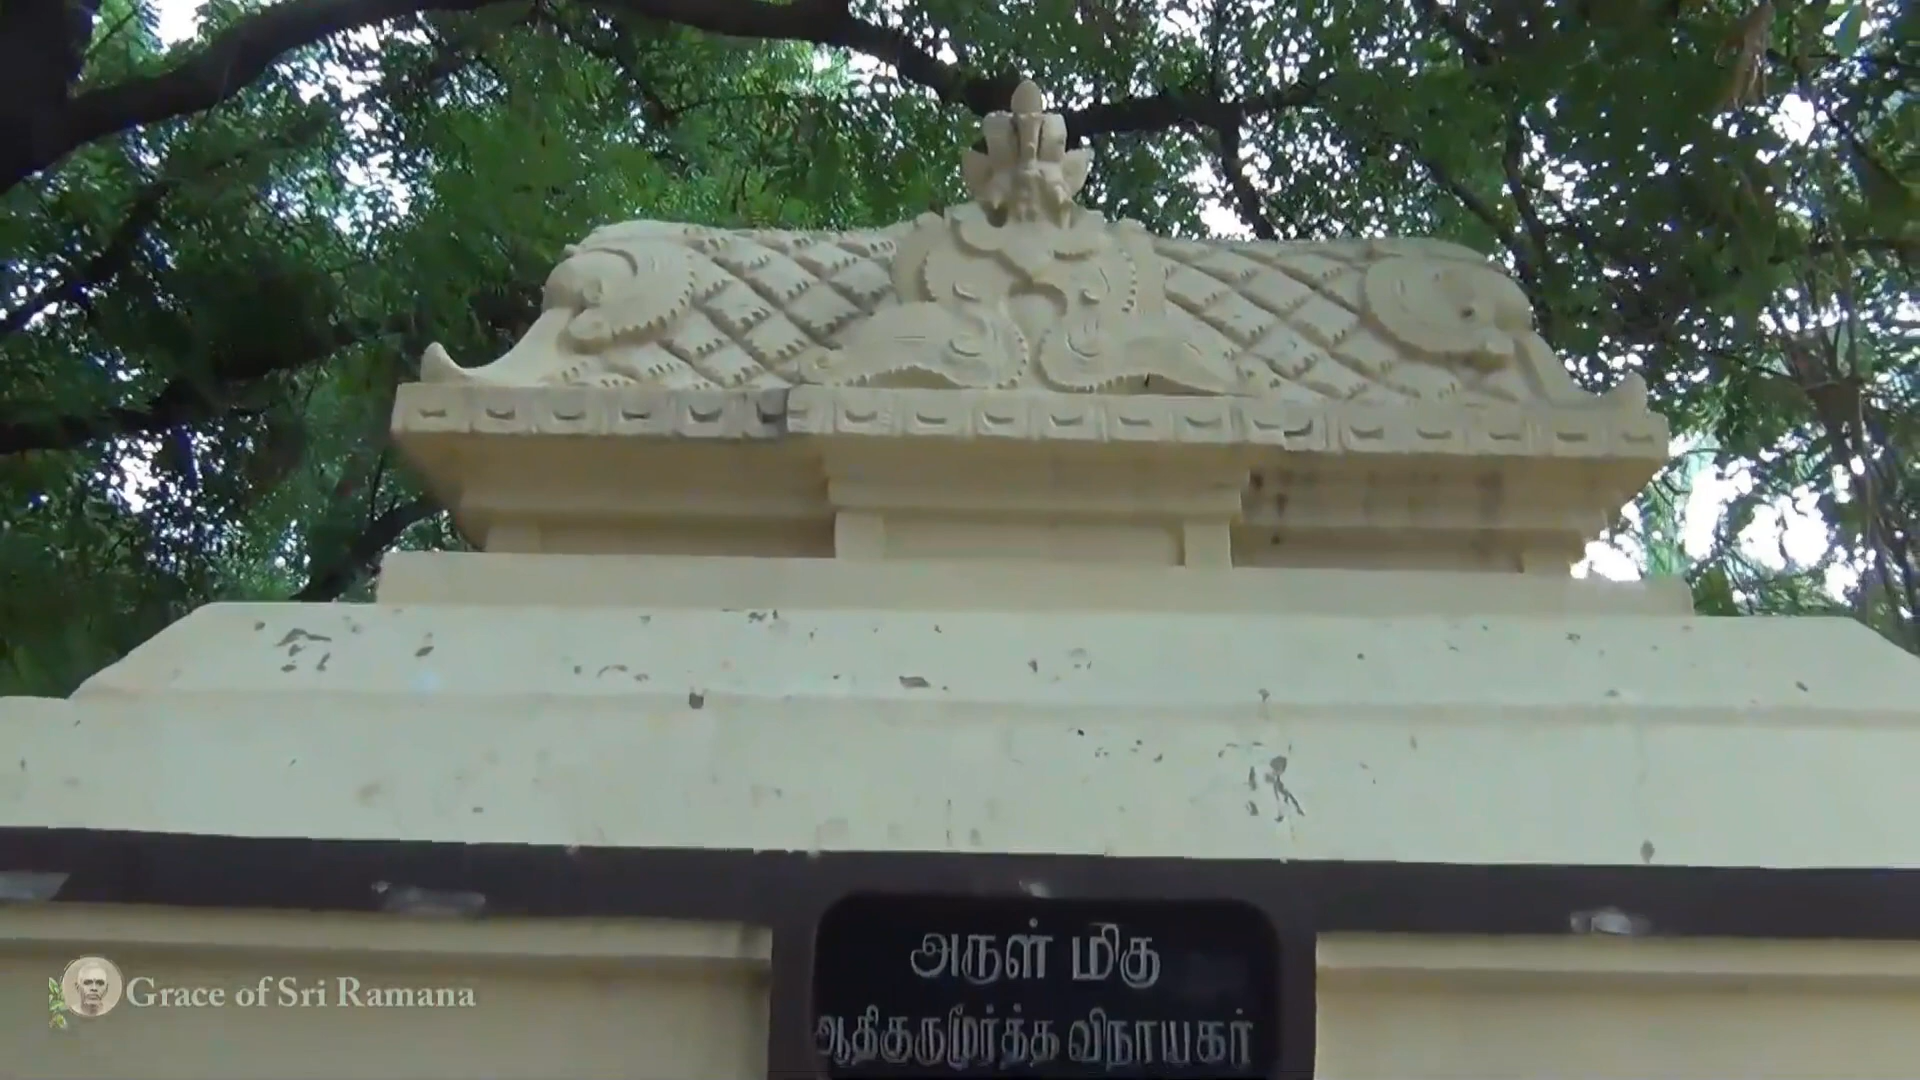 அருள் மிகு
ஆதிகுருமூர்த்த விநாயகர்
Grace of Sri Ramana